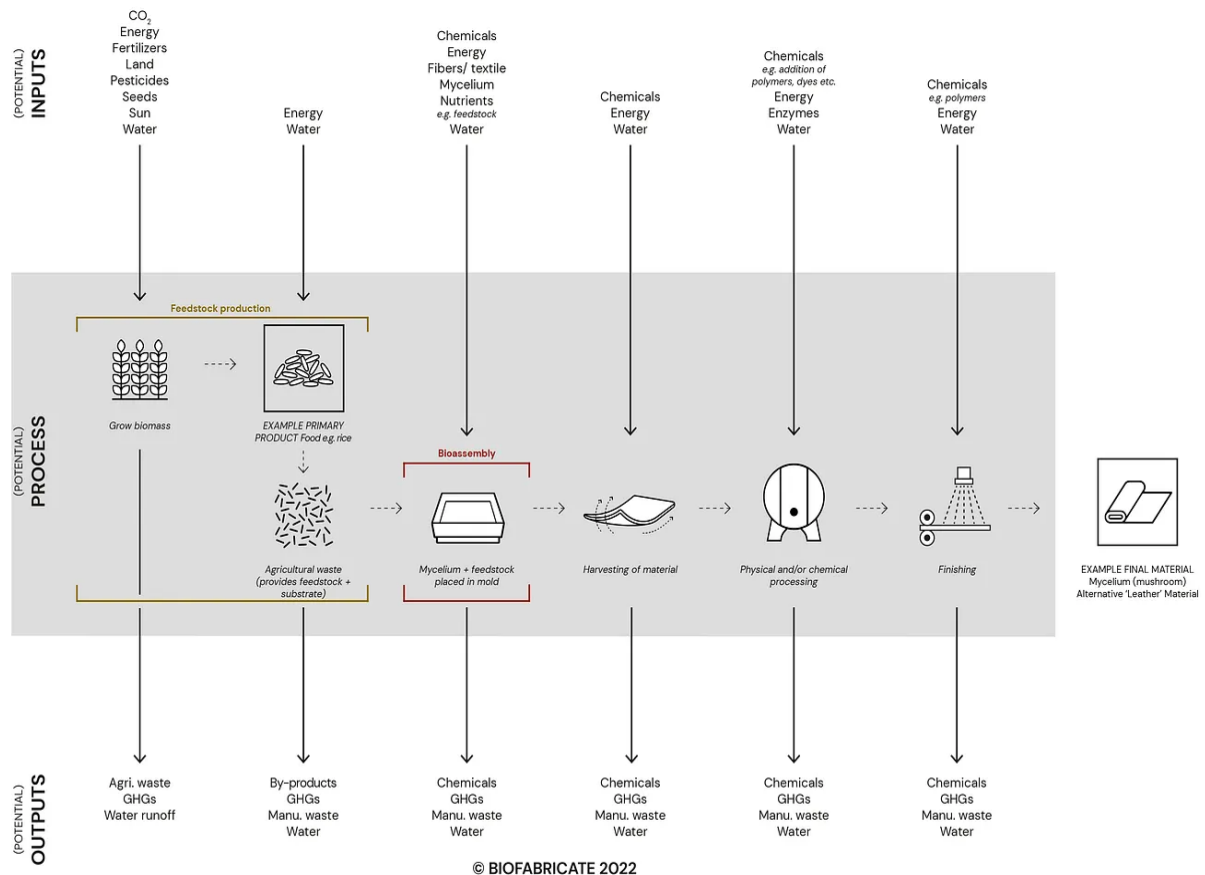 (POTENTIAL)
INPUTS
CO2
Energy
Fertilizers
Land
Pesticides
Seeds
Sun
Water
Energy
Water
Chemicals
Energy
Fibers/ textile
Mycelium
Nutrients
e.g. feedstock
Water
Chemicals
Energy
Water
Chemicals
e.g. addition of
polymers, dyes etc.
Energy
Enzymes
Water
Chemicals
e.g. polymers
Energy
Water
(POTENTIAL)
PROCESS
Feedstock production
Grow biomass
EXAMPLE PRIMARY
PRODUCT Food e.g. rice
Agricultural waste
(provides feedstock +
substrate)
Bioassembly
Mycelium + feedstock
placed in mold
Harvesting of material
Physical and/or chemical
processing
Finishing
EXAMPLE FINAL MATERIAL
Mycelium (mushroom)
Alternative ‘Leather’ Material
(POTENTIAL)
OUTPUTS
Agri. waste
GHGs
Water runoff
By-products
GHGs
Manu. waste
Water
Chemicals
GHGs
Manu. waste
Water
Chemicals
GHGs
Manu. waste
Water
Chemicals
GHGs
Manu. waste
Water
Chemicals
GHGs
Manu. waste
Water
© BIOFABRICATE 2022